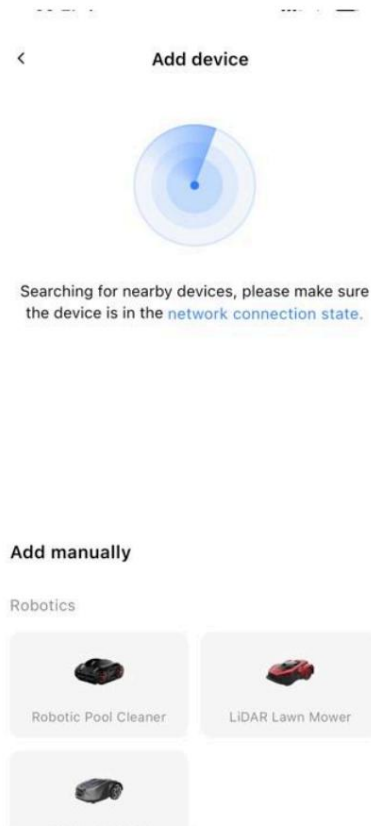 Add device
Searching for nearby devices, please make sure
the device is in the network connection state.
Add manually
Robotics
Robotic Pool Cleaner
LiDAR Lawn Mower